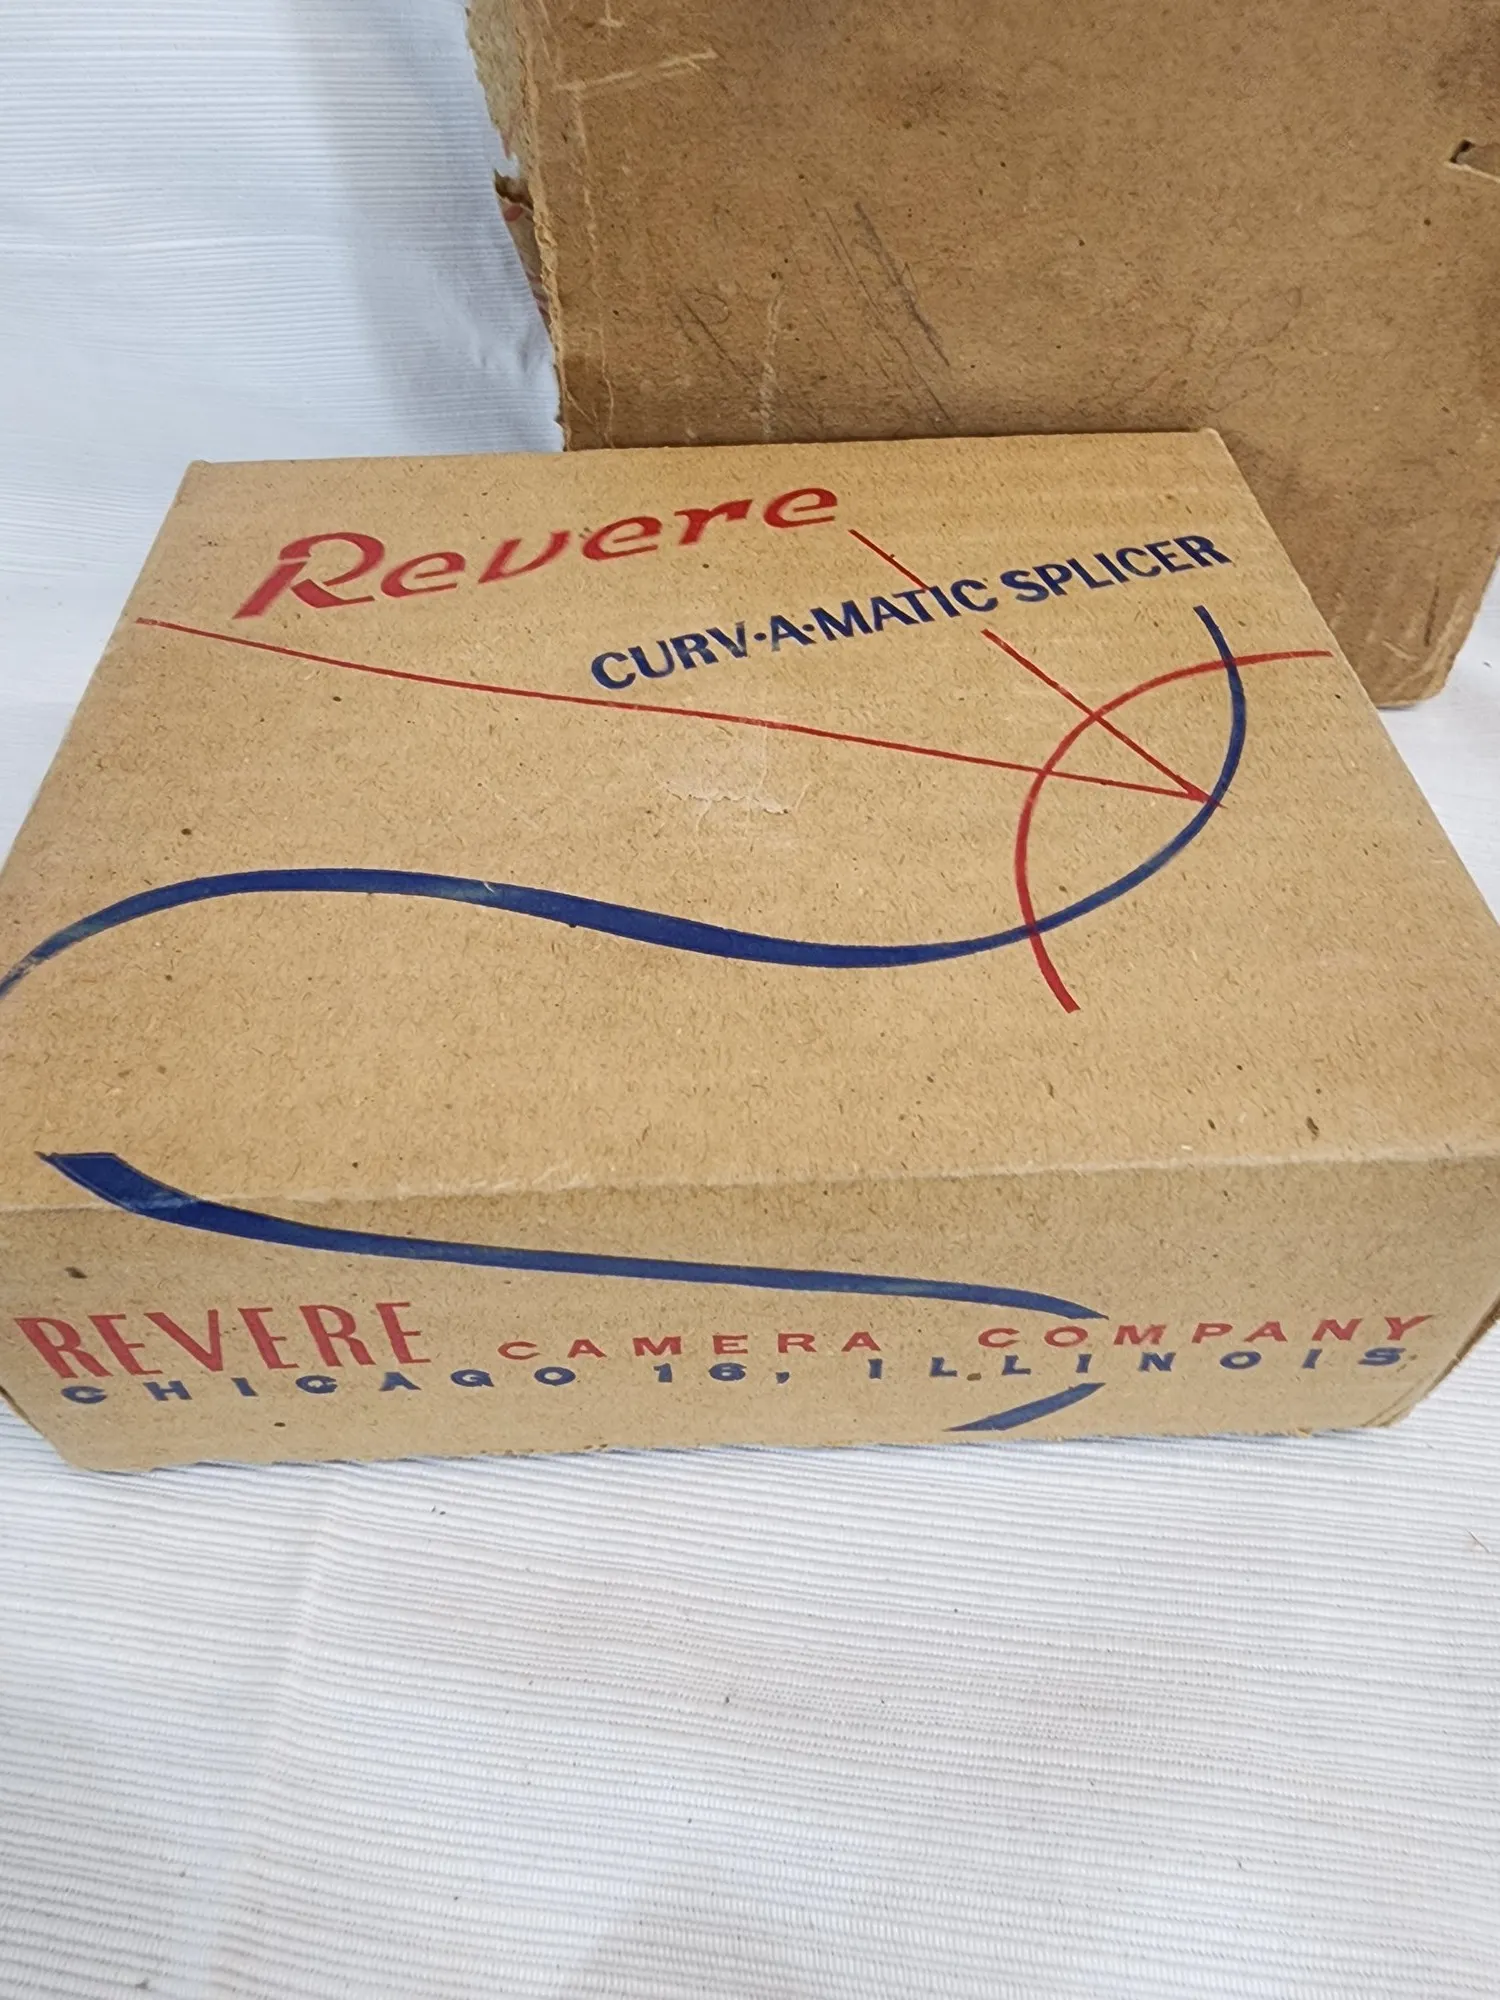 Revere
CURV·A·MATIC SPLICER
REVERE CAMERA COMPANY
CHICAGO 16, ILLINOIS